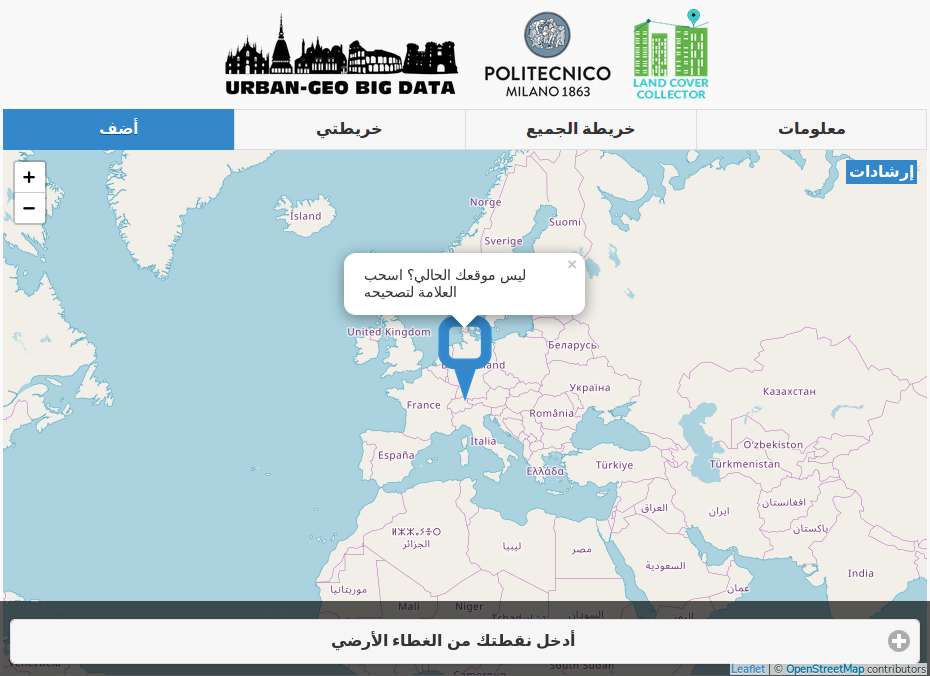 URBAN-GEO BIG DATA
POLITECNICO
MILANO 1863
LAND COVER
COLLECTOR
أضف
خريطتي
خريطة الجميع
معلومات
+
−
إرشادات
Ísland
Norge
Suomi
Sverige
×
ليس موقعك الحالي؟ اسحب
العلامة لتصحيحه
United Kingdom
Беларусь
Україна
Казахстан
France
România
Italia
España
Ελλάδα
Türkiye
O'zbekiston
Türkmenistan
العراق
ایران
افغانستان
پاکستان
ⵍⵣⵣⴰⵢⴻⵔ
الجزائر
ليبيا
مصر
السعودية
عمان
India
موريتانيا
Mali
Niger
السودان
اليمن
أدخل نقطتك من الغطاء الأرضي
South Sudan
Leaflet | © OpenStreetMap contributors